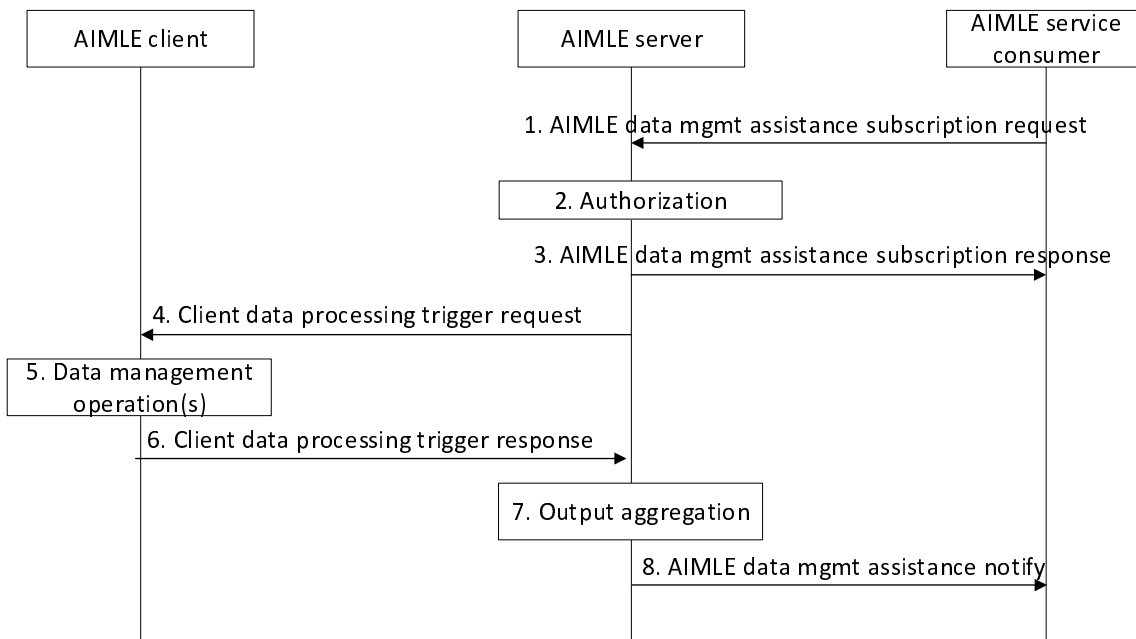 AIMLE client
AIMLE server
AIMLE service
consumer
1. AIMLE data mgmt assistance subscription request
2. Authorization
3. AIMLE data mgmt assistance subscription response
4. Client data processing trigger request
5. Data management
operation(s)
6. Client data processing trigger response
7. Output aggregation
8. AIMLE data mgmt assistance notify